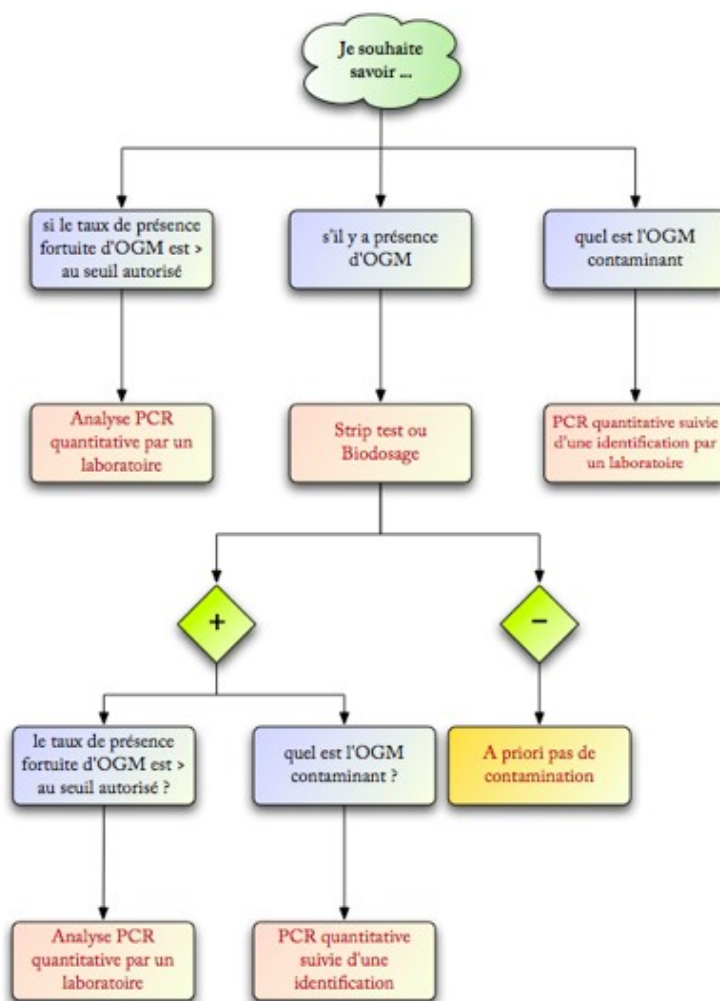 Je souhaite
savoir ...
si le taux de présence
fortuite d'OGM est >
au seuil autorisé
s'il y a présence
d'OGM
quel est l'OGM
contaminant
Analyse PCR
quantitative par un
laboratoire
Strip test ou
Biodosage
PCR quantitative suivie
d'une identification par
un laboratoire
+
–
le taux de présence
fortuite d'OGM est >
au seuil autorisé ?
quel est l'OGM
contaminant ?
A priori pas de
contamination
Analyse PCR
quantitative par un
laboratoire
PCR quantitative
suivie d'une
identification